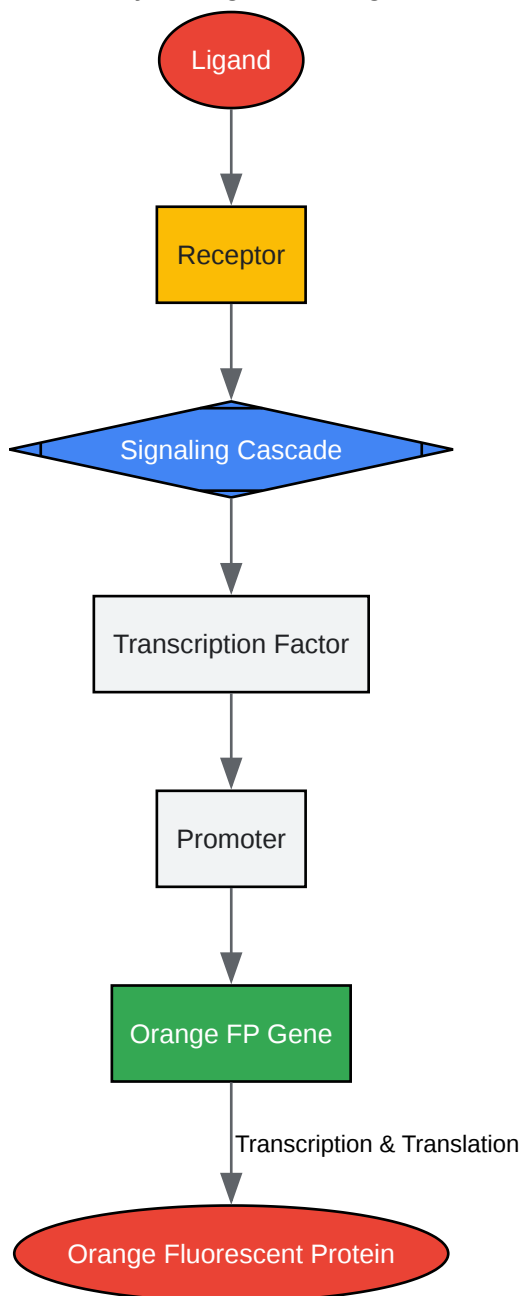 Ligand
Receptor
Signaling Cascade
Transcription Factor
Promoter
Orange FP Gene
Transcription & Translation
Orange Fluorescent Protein